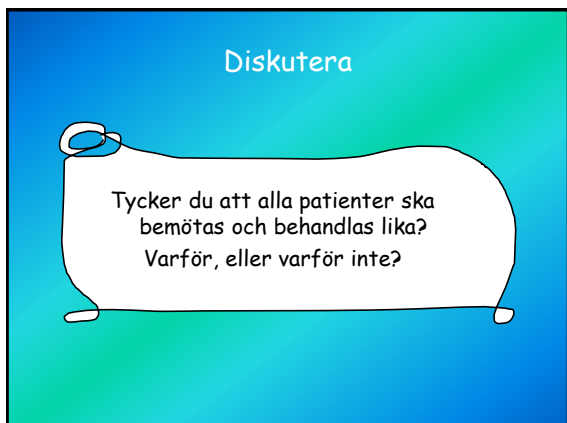 Diskutera
Tycker du att alla patienter ska
bemötas och behandlas lika?
Varför, eller varför inte?